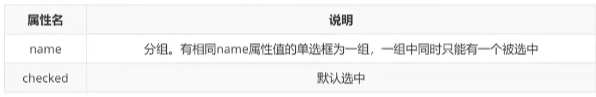 属性名 说明
name 分组。有相同name属性值的单选框为一组，一组中同时只能有一个被选中
checked 默认选中